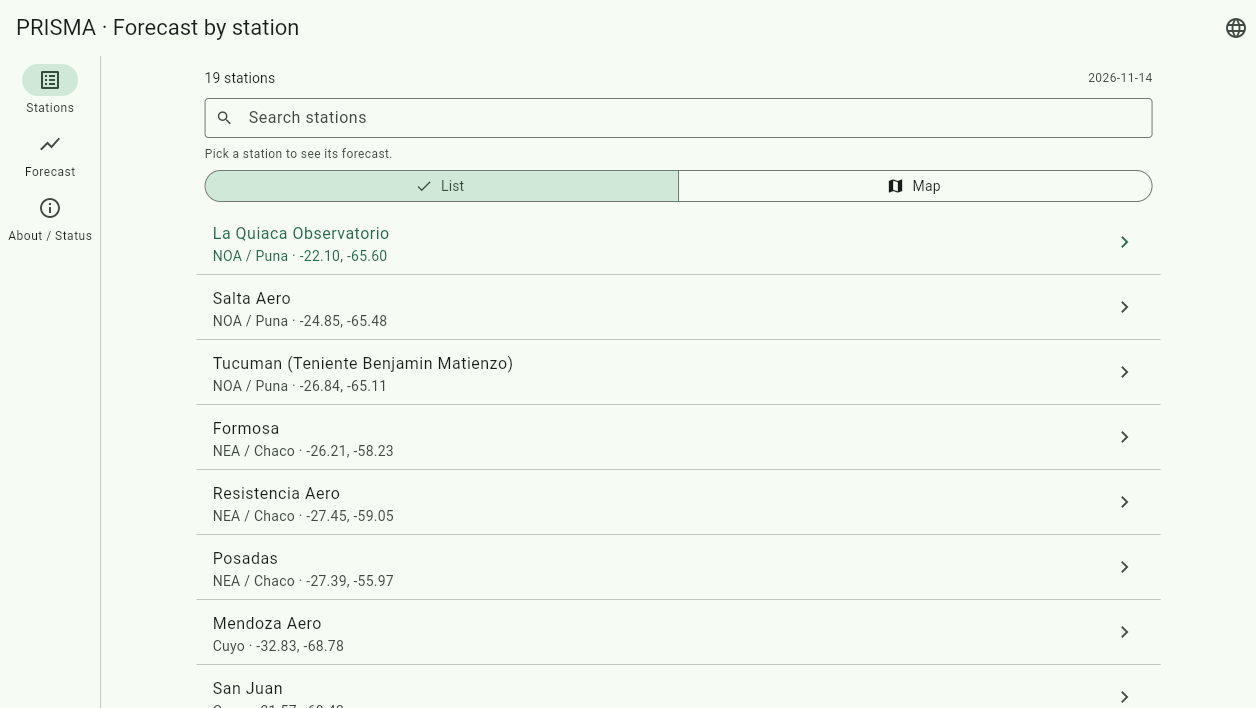 PRISMA · Forecast by station
Stations
Forecast
About / Status
19 stations
2026-11-14
Search stations
Pick a station to see its forecast.
List
Map
La Quiaca Observatorio
NOA / Puna · -22.10, -65.60
Salta Aero
NOA / Puna · -24.85, -65.48
Tucuman (Teniente Benjamin Matienzo)
NOA / Puna · -26.84, -65.11
Formosa
NEA / Chaco · -26.21, -58.23
Resistencia Aero
NEA / Chaco · -27.45, -59.05
Posadas
NEA / Chaco · -27.39, -55.97
Mendoza Aero
Cuyo · -32.83, -68.78
San Juan